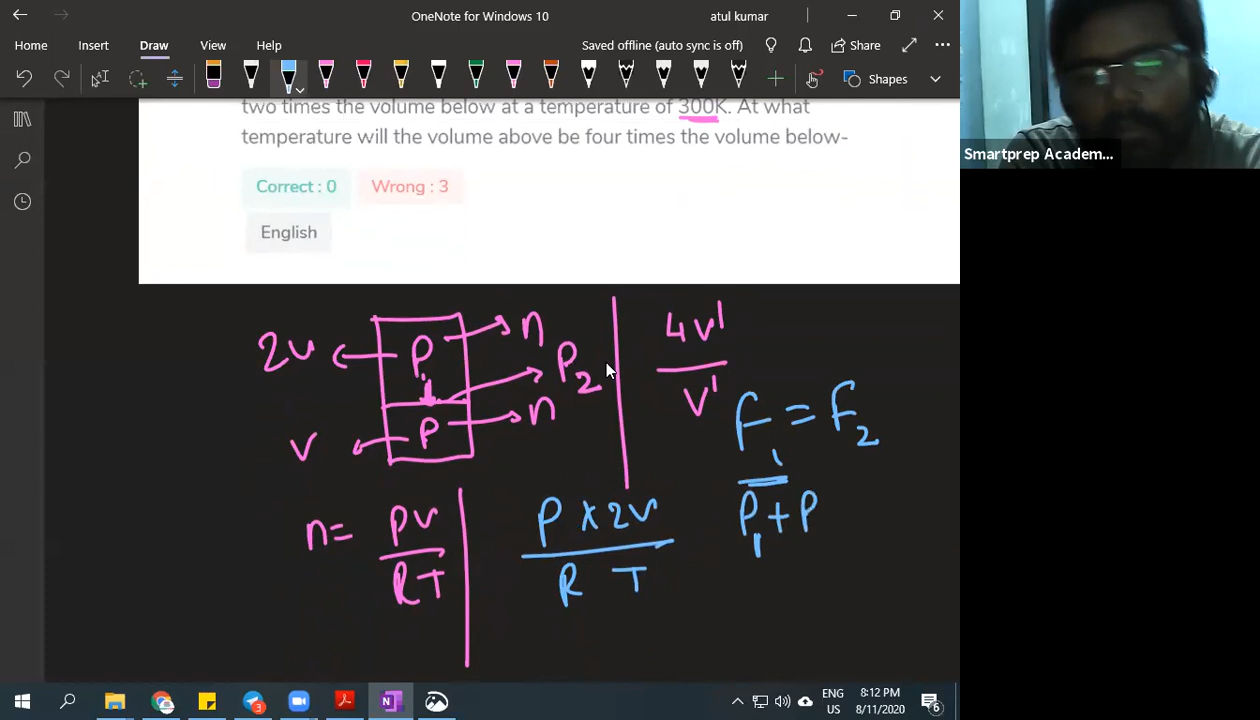 OneNote for Windows 10
atul kumar
Home Insert Draw View Help
Saved offline (auto sync is off)
Share
Shapes
two times the volume below at a temperature of 300K. At what
temperature will the volume above be four times the volume below-
Correct : 0 Wrong : 3
English
Smartprep Academ...
2v P1 n
P2
v P n
4v'
v'
F1 = F2
P1 + P
n = PV
RT
P x 2v
R T
3
6
ENG
US
8:12 PM
8/11/2020